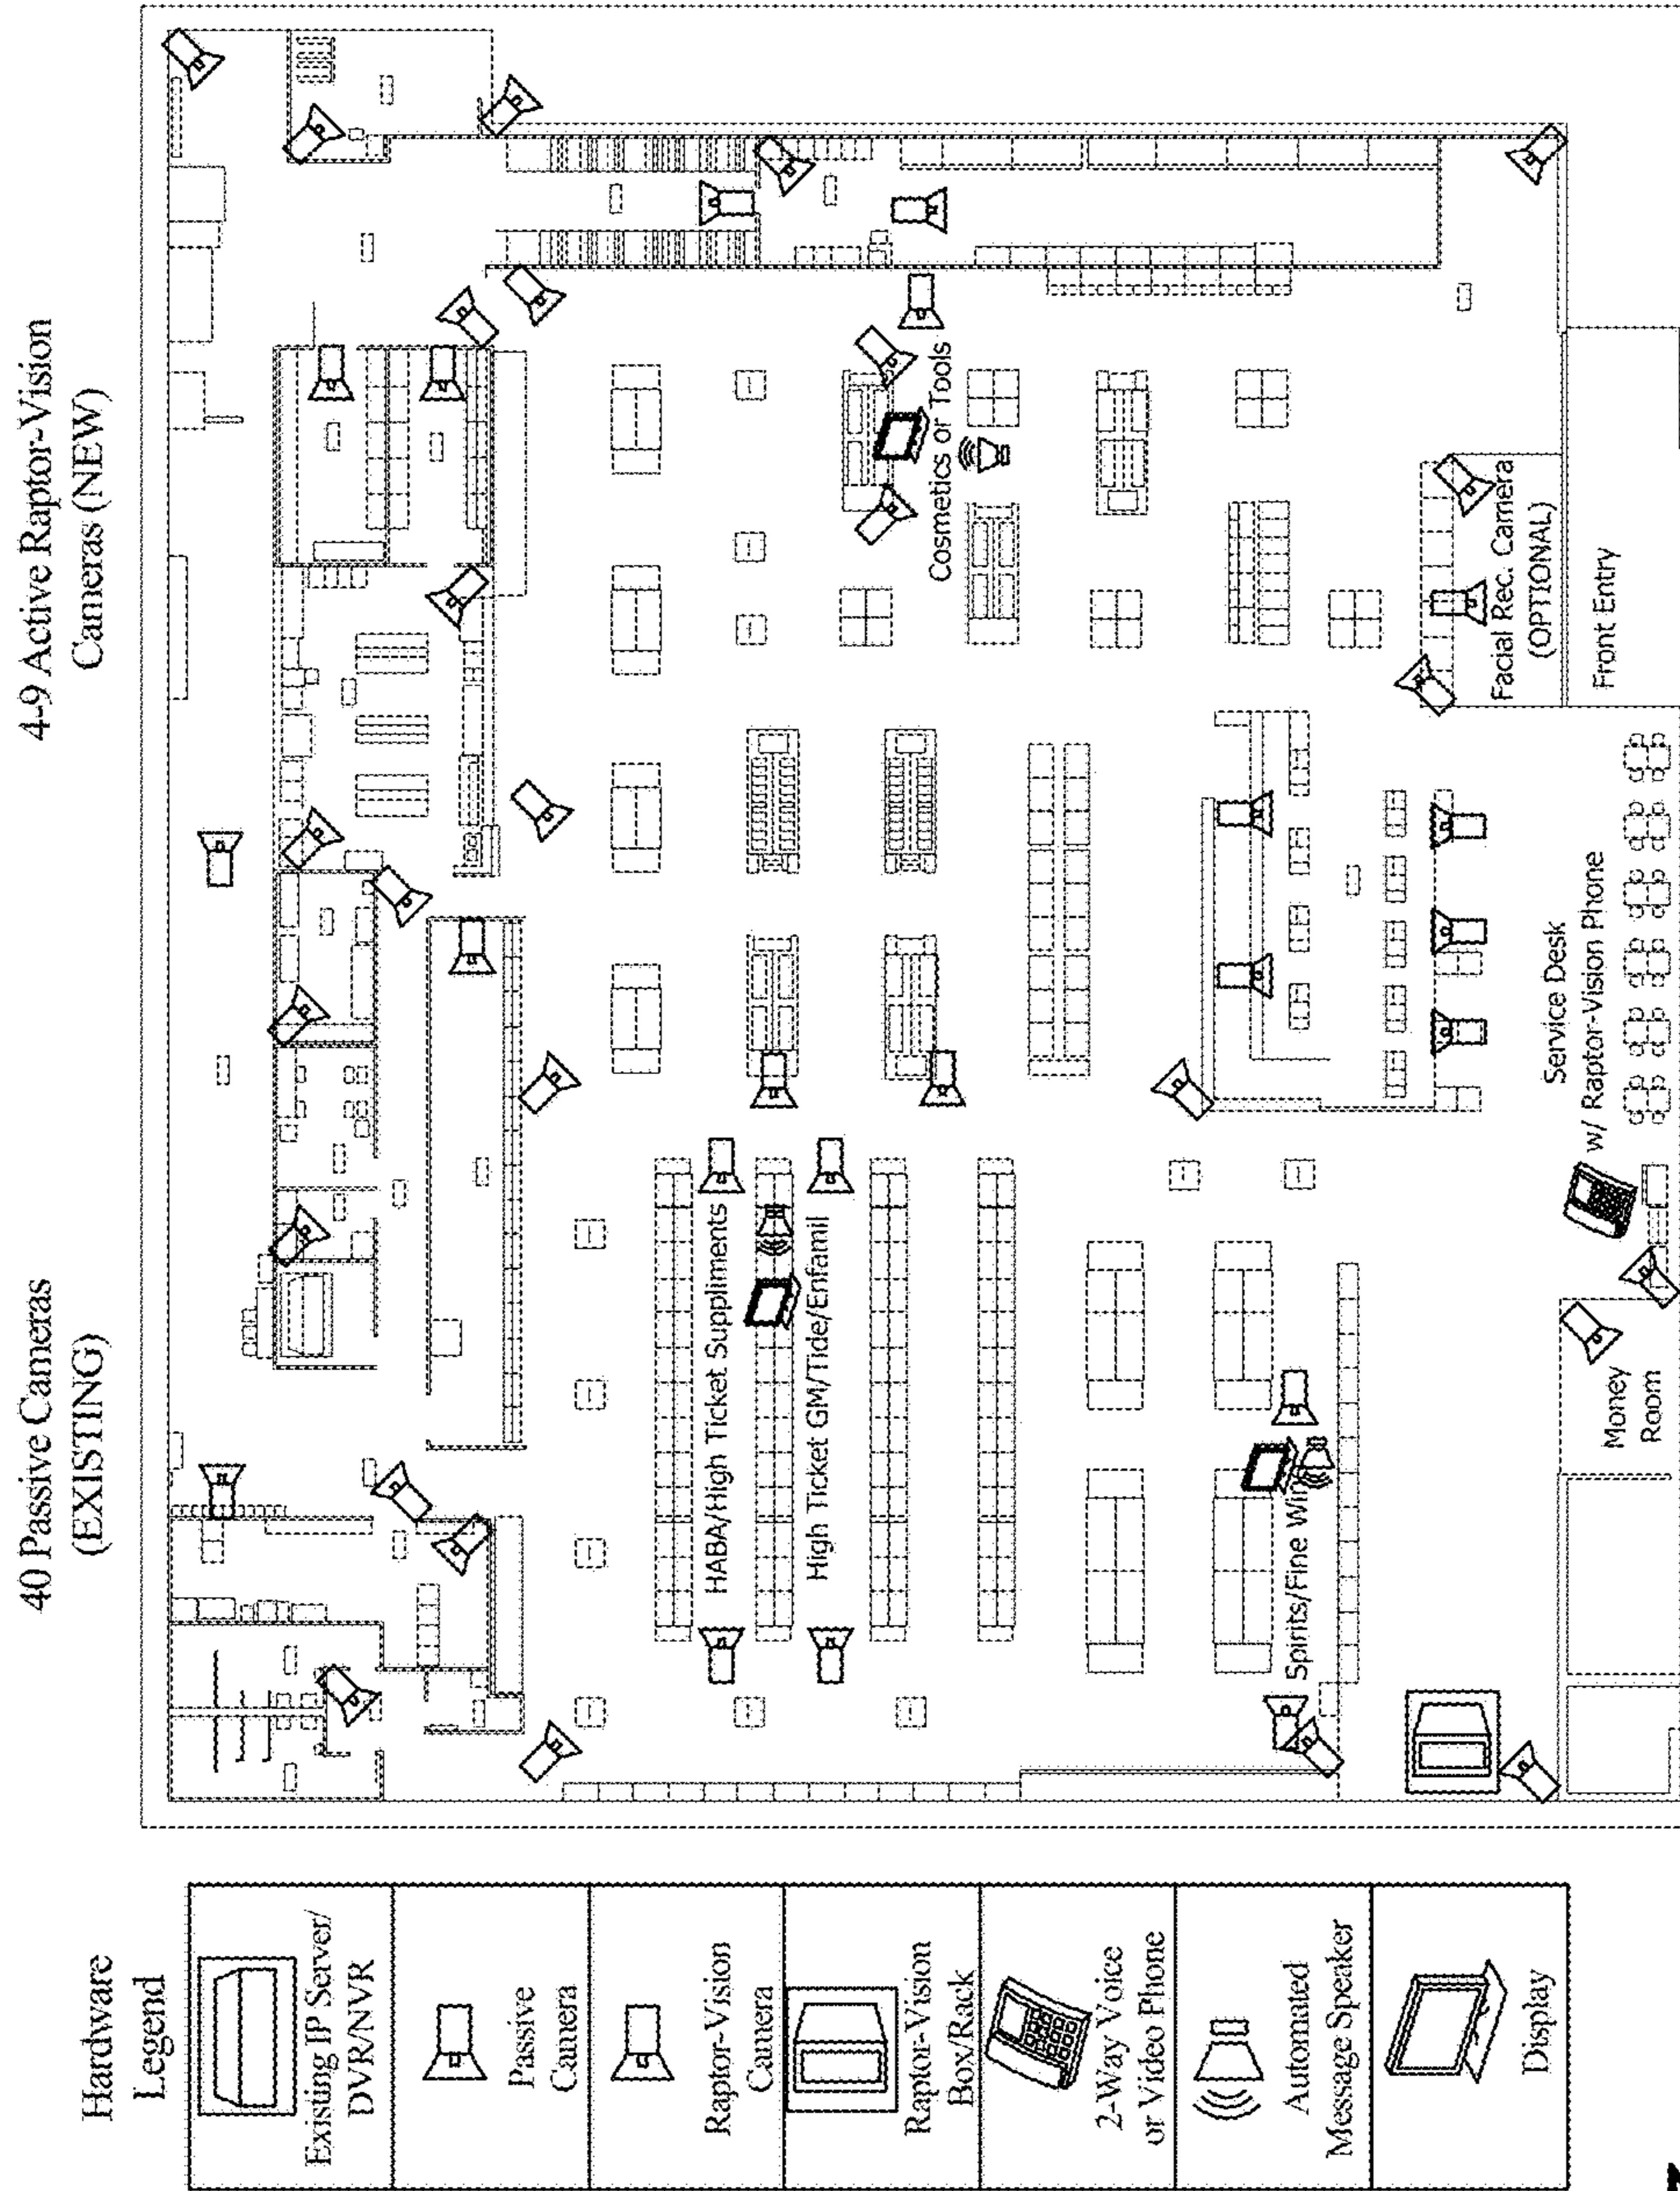 40 Passive Cameras
(EXISTING)
4-9 Active Raptor-Vision
Cameras (NEW)
Hardware
Legend
Existing IP Server/
DVR/NVR
Passive
Camera
Raptor-Vision
Camera
Raptor-Vision
Box/Rack
2-Way Voice
or Video Phone
Automated
Message Speaker
Display
HABA/High Ticket Suppliments
High Ticket GM/Tide/Enfamil
Cosmetics or Tools
Spirits/Fine
Facial Rec. Camera
(OPTIONAL)
Front Entry
Service Desk
w/ Raptor-Vision Phone
Money
Room